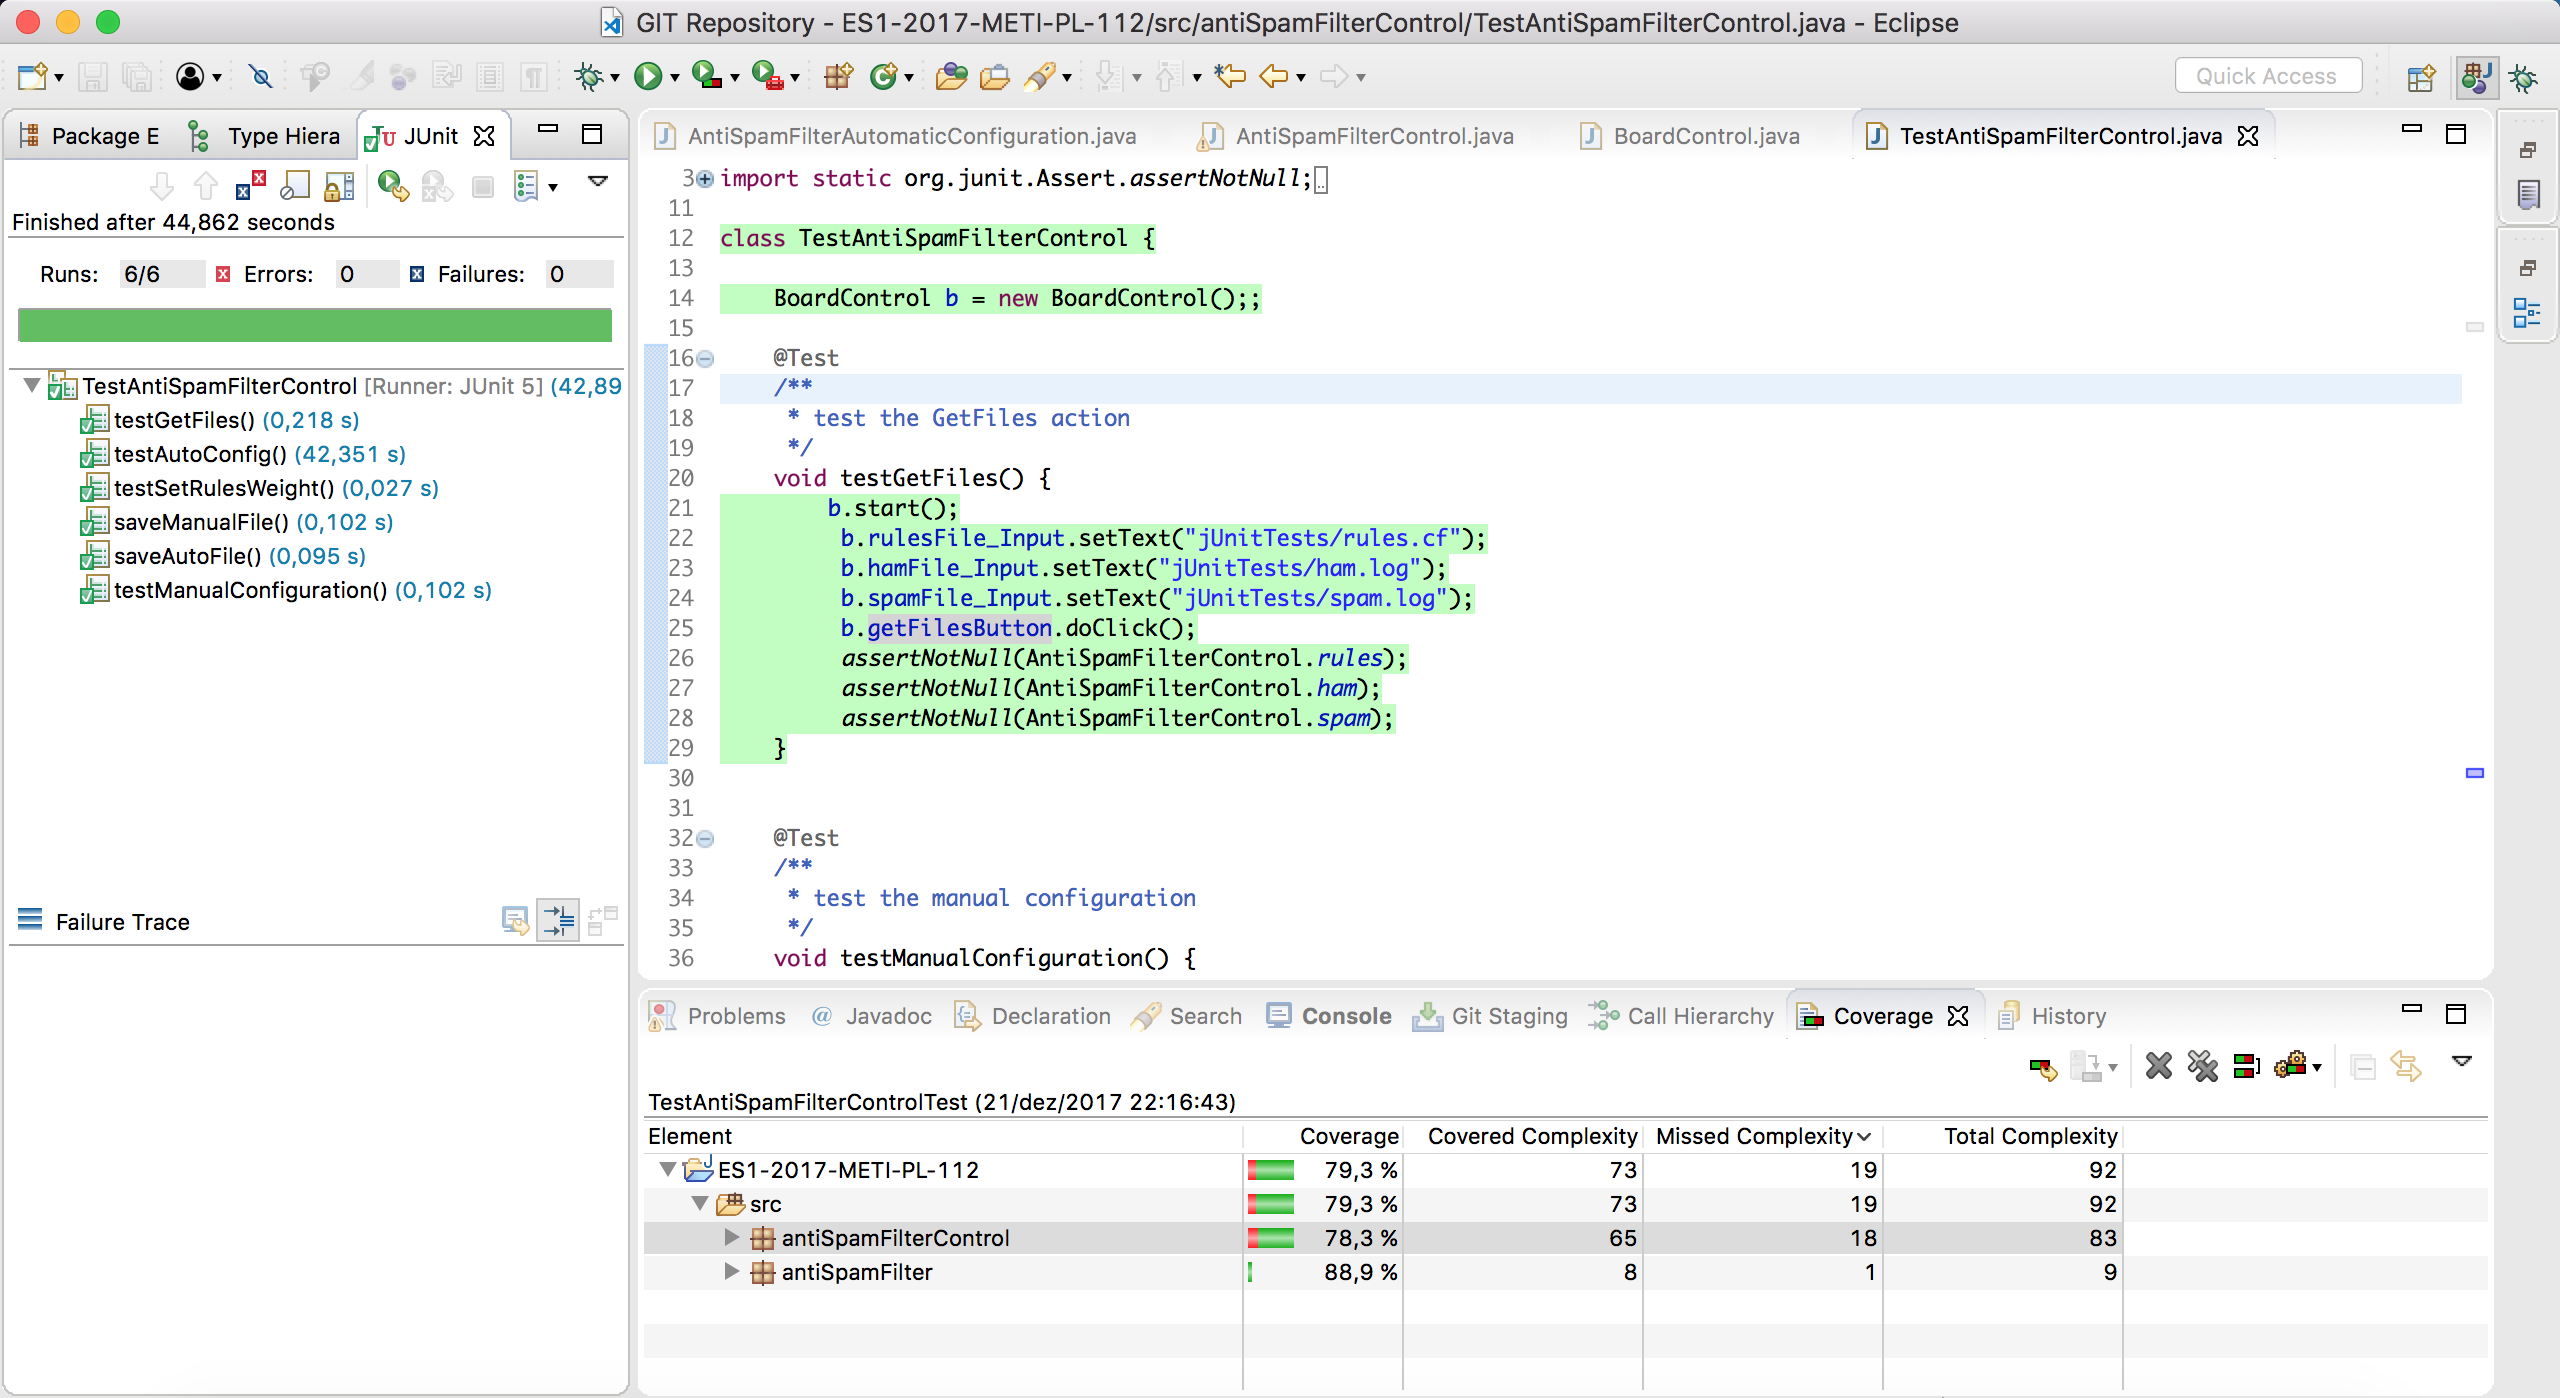 GIT Repository - ES1-2017-METI-PL-112/src/antiSpamFilterControl/TestAntiSpamFilterControl.java - Eclipse
Quick Access
Package E
Type Hiera
JUnit
Finished after 44,862 seconds
Runs: 6/6 Errors: 0 Failures: 0
TestAntiSpamFilterControl [Runner: JUnit 5] (42,89
testGetFiles() (0,218 s)
testAutoConfig() (42,351 s)
testSetRulesWeight() (0,027 s)
saveManualFile() (0,102 s)
saveAutoFile() (0,095 s)
testManualConfiguration() (0,102 s)
Failure Trace
AntiSpamFilterAutomaticConfiguration.java
AntiSpamFilterControl.java
BoardControl.java
TestAntiSpamFilterControl.java
3 import static org.junit.Assert.assertNotNull;
11
12 class TestAntiSpamFilterControl {
13
14 BoardControl b = new BoardControl();;
15
16 @Test
17 /**
18 * test the GetFiles action
19 */
20 void testGetFiles() {
21 b.start();
22 b.rulesFile_Input.setText("jUnitTests/rules.cf");
23 b.hamFile_Input.setText("jUnitTests/ham.log");
24 b.spamFile_Input.setText("jUnitTests/spam.log");
25 b.getFilesButton.doClick();
26 assertNotNull(AntiSpamFilterControl.rules);
27 assertNotNull(AntiSpamFilterControl.ham);
28 assertNotNull(AntiSpamFilterControl.spam);
29 }
30
31
32 @Test
33 /**
34 * test the manual configuration
35 */
36 void testManualConfiguration() {
Problems
@ Javadoc
Declaration
Search
Console
Git Staging
Call Hierarchy
Coverage
History
TestAntiSpamFilterControlTest (21/dez/2017 22:16:43)
Element Coverage Covered Complexity Missed Complexity Total Complexity
ES1-2017-METI-PL-112 79,3 % 73 19 92
src 79,3 % 73 19 92
antiSpamFilterControl 78,3 % 65 18 83
antiSpamFilter 88,9 % 8 1 9